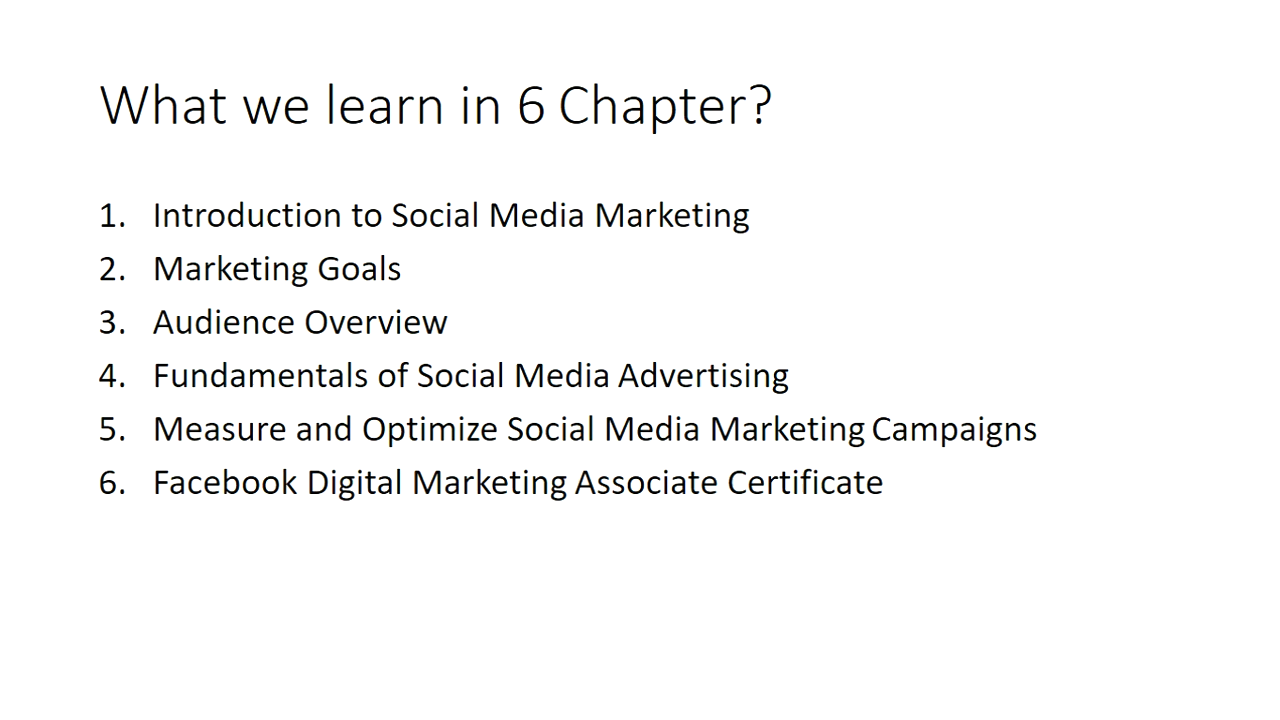 What we learn in 6 Chapter?
1. Introduction to Social Media Marketing
2. Marketing Goals
3. Audience Overview
4. Fundamentals of Social Media Advertising
5. Measure and Optimize Social Media Marketing Campaigns
6. Facebook Digital Marketing Associate Certificate